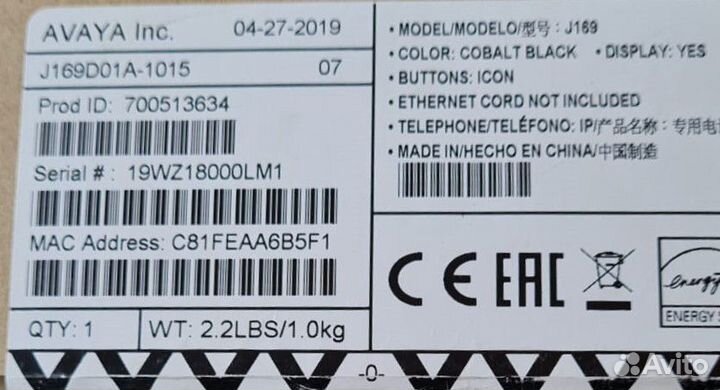 AVAYA Inc. 04-27-2019
J169D01A-1015 07
Prod ID: 700513634
Serial # : 19WZ18000LM1
MAC Address: C81FEAA6B5F1
QTY: 1 WT: 2.2LBS/1.0kg
• MODEL/MODELO/型号: J169
• COLOR: COBALT BLACK • DISPLAY: YES
• BUTTONS: ICON
• ETHERNET CORD NOT INCLUDED
• TELEPHONE/TELÉFONO: IP/产品名称: 专用电话
• MADE IN/HECHO EN CHINA/中国制造
CE EAC
energy
ENERGY S
-0-
Avito